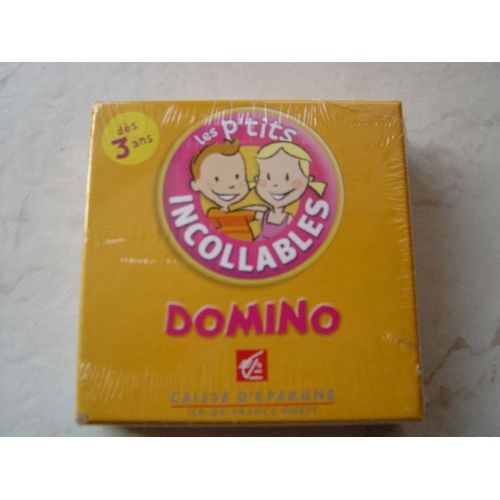 dès
3 ans
Les p'tits
INCOLLABLES
DOMINO
CAISSE D'EPARGNE
ILE-DE-FRANCE OUEST